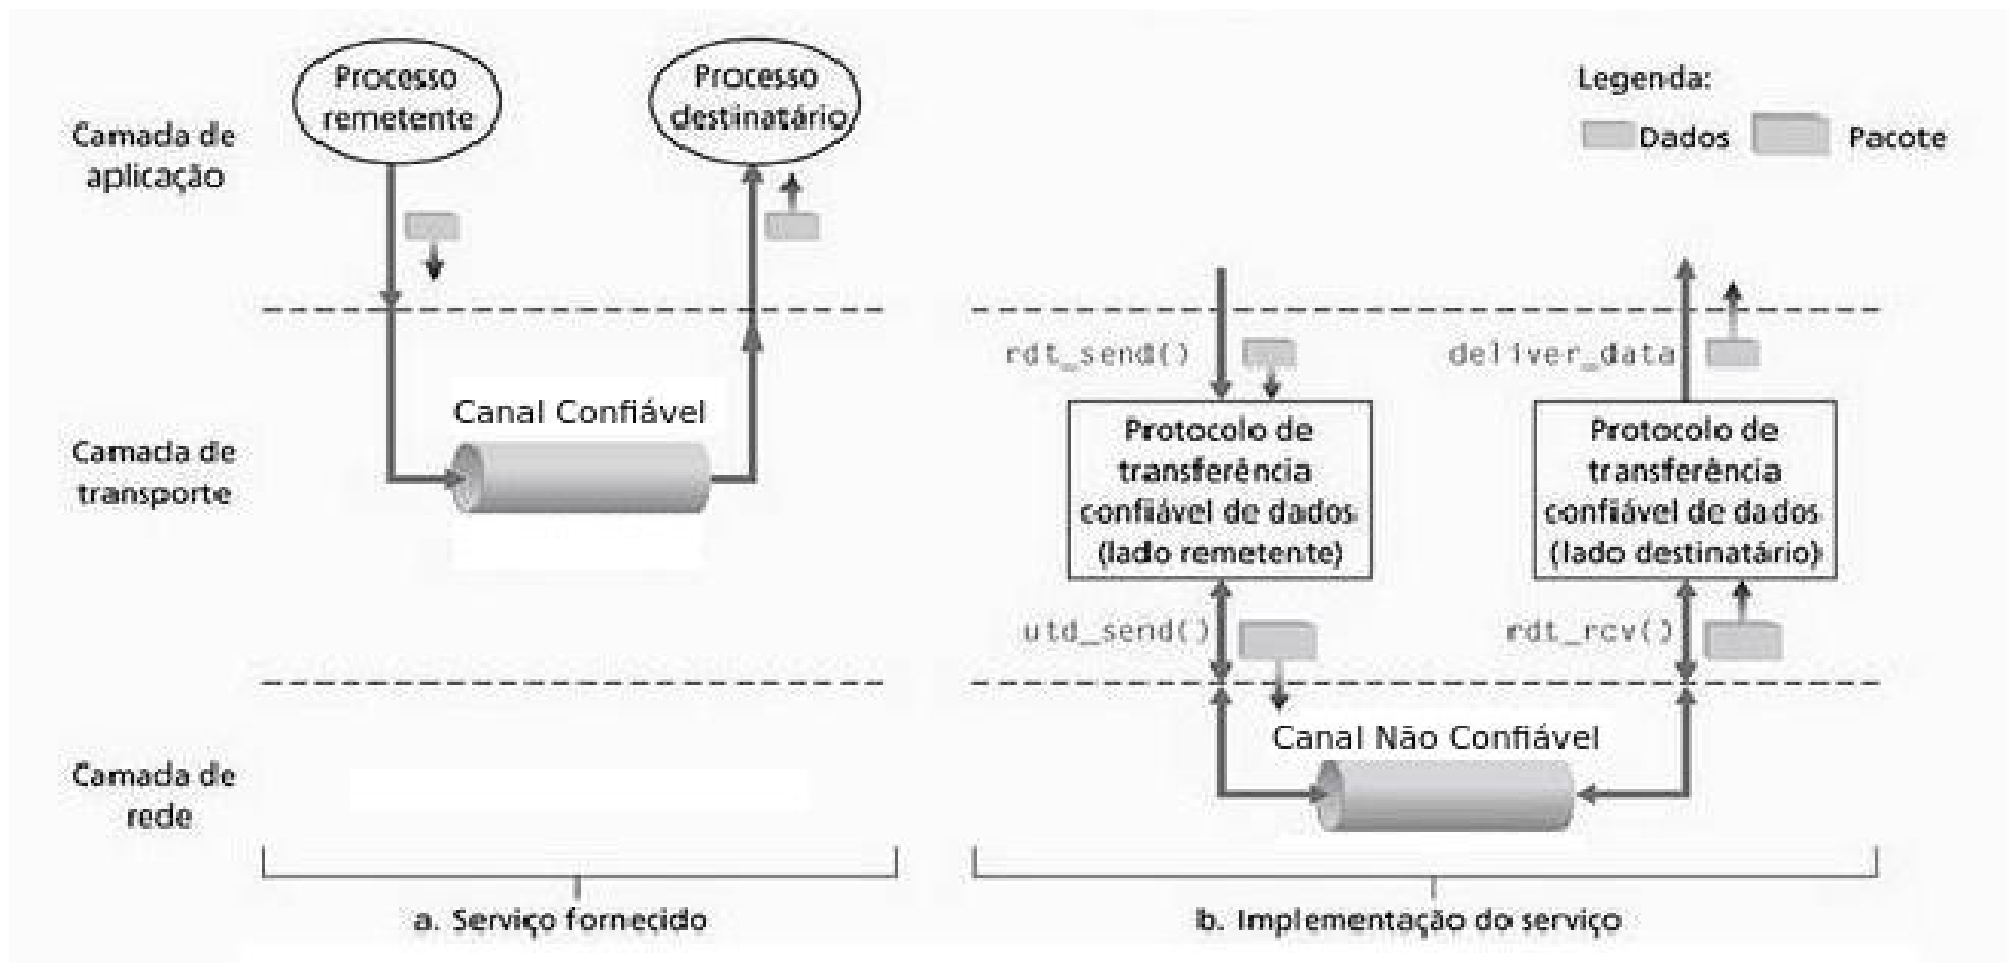 Processo
remetente
Processo
destinatário
Legenda:
Dados
Pacote
Camada de
aplicação
rdt_send()
deliver_data
Canal Confiável
Camada de
transporte
Protocolo de
transferência
confiável de dados
(lado remetente)
Protocolo de
transferência
confiável de dados
(lado destinatário)
utd_send()
rdt_rcv()
Canal Não Confiável
Camada de
rede
a. Serviço fornecido
b. Implementação do serviço